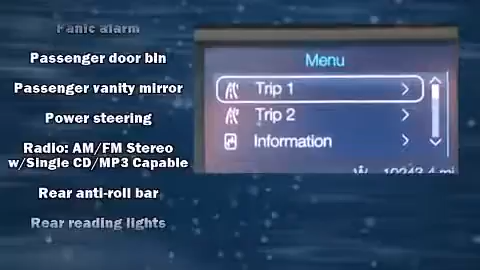 Panic alarm
Passenger door bin
Passenger vanity mirror
Power steering
Radio: AM/FM Stereo
w/Single CD/MP3 Capable
Rear anti-roll bar
Rear reading lights
Menu
Trip 1
Trip 2
Information